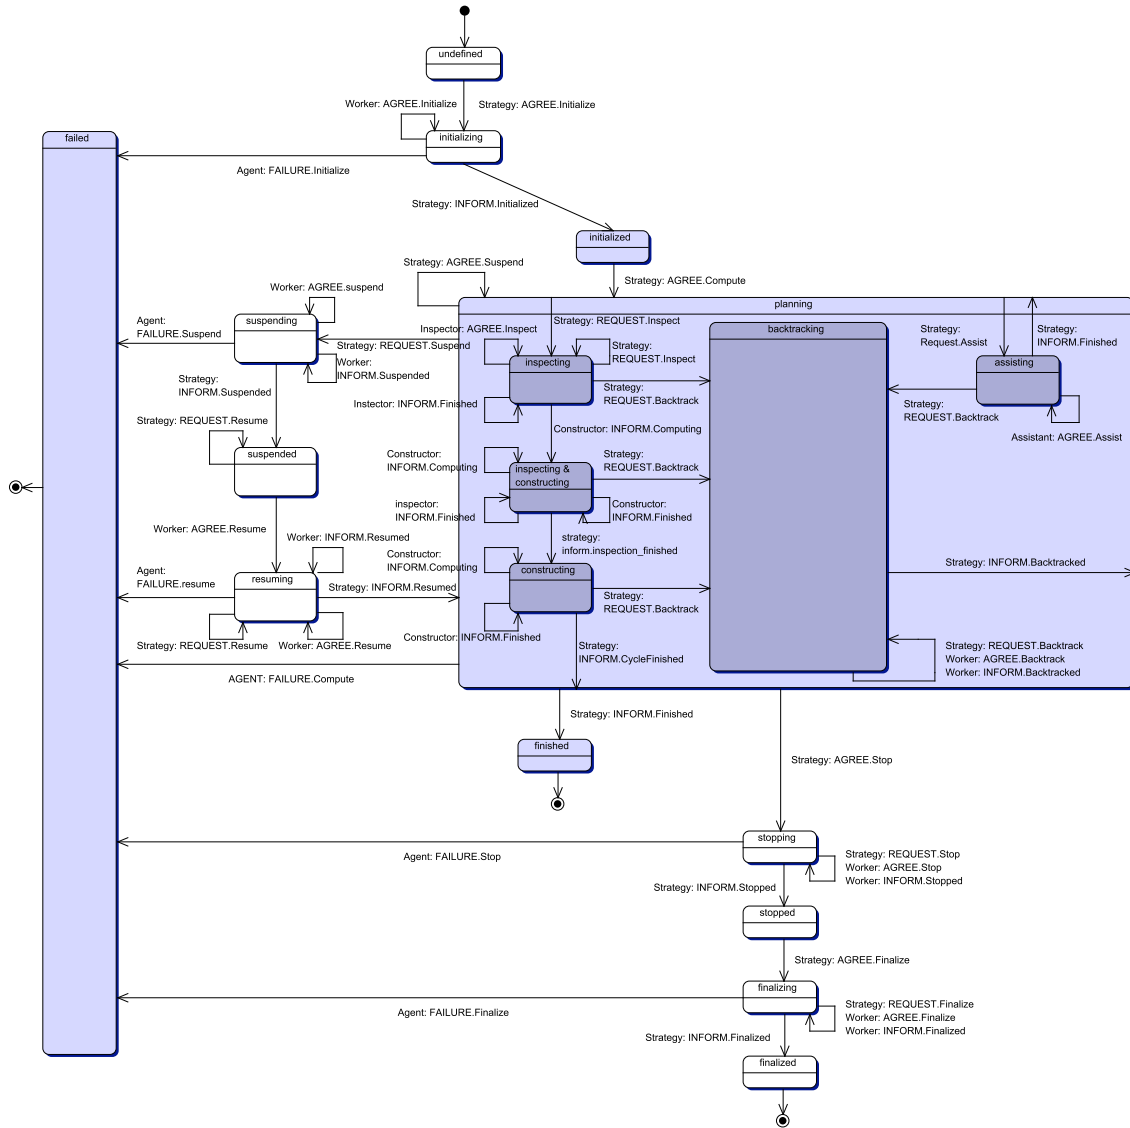 undefined
Worker: AGREE.Initialize
Strategy: AGREE.Initialize
failed
initializing
Agent: FAILURE.Initialize
Strategy: INFORM.Initialized
initialized
Strategy: AGREE.Suspend
Strategy: AGREE.Compute
Worker: AGREE.suspend
planning
Agent:
FAILURE.Suspend
suspending
Inspector: AGREE.Inspect
Strategy: REQUEST.Inspect
backtracking
Strategy:
Request.Assist
Strategy:
INFORM.Finished
Strategy: REQUEST.Suspend
Strategy:
REQUEST.Inspect
Worker:
INFORM.Suspended
inspecting
assisting
Strategy:
INFORM.Suspended
Strategy:
REQUEST.Backtrack
Instector: INFORM.Finished
Strategy:
REQUEST.Backtrack
Strategy: REQUEST.Resume
Constructor: INFORM.Computing
Assistant: AGREE.Assist
suspended
Constructor:
INFORM.Computing
Strategy:
REQUEST.Backtrack
inspecting &
constructing
inspector:
INFORM.Finished
Constructor:
INFORM.Finished
Worker: AGREE.Resume
Worker: INFORM.Resumed
strategy:
inform.inspection_finished
Constructor:
INFORM.Computing
Strategy: INFORM.Backtracked
Agent:
FAILURE.resume
resuming
constructing
Strategy: INFORM.Resumed
Strategy:
REQUEST.Backtrack
Strategy: REQUEST.Resume
Worker: AGREE.Resume
Constructor: INFORM.Finished
Strategy:
INFORM.CycleFinished
Strategy: REQUEST.Backtrack
Worker: AGREE.Backtrack
Worker: INFORM.Backtracked
AGENT: FAILURE.Compute
Strategy: INFORM.Finished
finished
Strategy: AGREE.Stop
stopping
Agent: FAILURE.Stop
Strategy: REQUEST.Stop
Worker: AGREE.Stop
Worker: INFORM.Stopped
Strategy: INFORM.Stopped
stopped
Strategy: AGREE.Finalize
finalizing
Agent: FAILURE.Finalize
Strategy: REQUEST.Finalize
Worker: AGREE.Finalize
Worker: INFORM.Finalized
Strategy: INFORM.Finalized
finalized